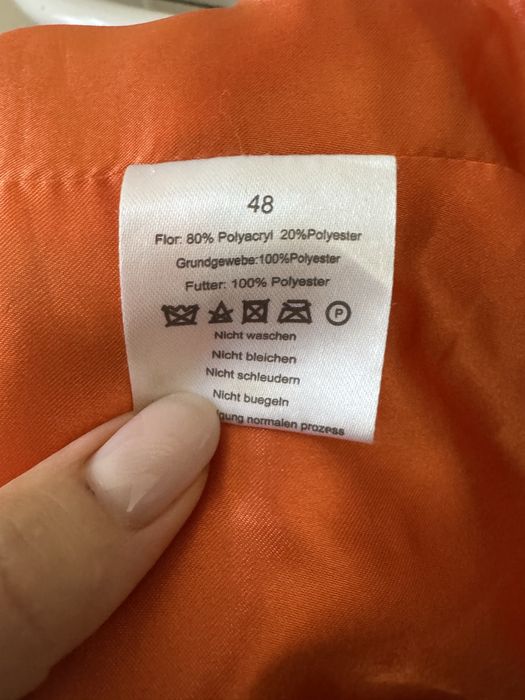 48
Flor: 80% Polyacryl 20%Polyester
Grundgewebe:100%Polyester
Futter: 100% Polyester
P
Nicht waschen
Nicht bleichen
Nicht schleudern
Nicht buegeln
normalen prozess